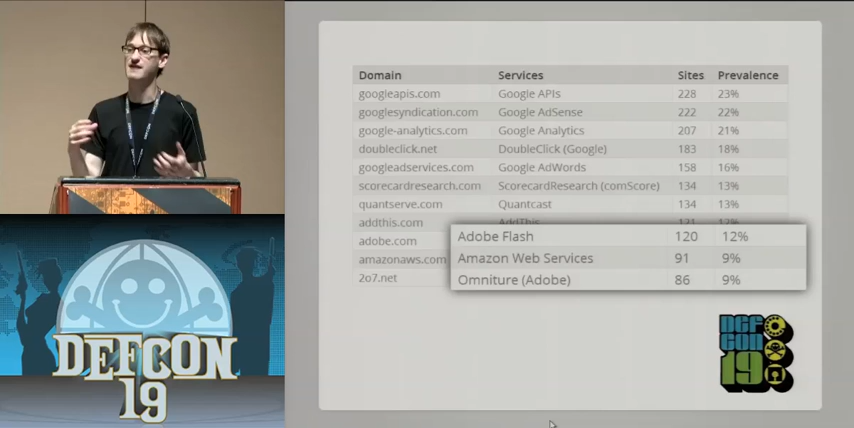 Domain Services Sites Prevalence
googleapis.com Google APIs 228 23%
googlesyndication.com Google AdSense 222 22%
google-analytics.com Google Analytics 207 21%
doubleclick.net DoubleClick (Google) 183 18%
googleadservices.com Google AdWords 158 16%
scorecardresearch.com ScorecardResearch (comScore) 134 13%
quantserve.com Quantcast 134 13%
addthis.com AddThis 121 12%
adobe.com Adobe Flash 120 12%
amazonaws.com Amazon Web Services 91 9%
2o7.net Omniture (Adobe) 86 9%
DEFCON
19
DEF
CON
19